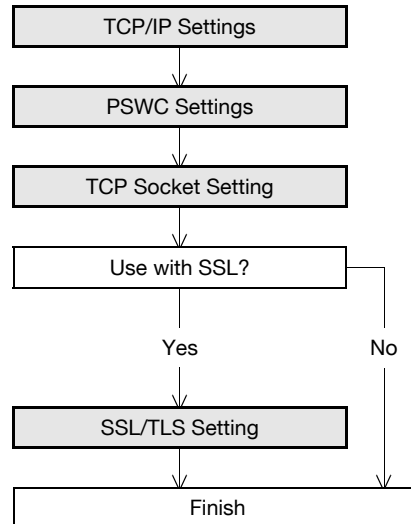 TCP/IP Settings
PSWC Settings
TCP Socket Setting
Use with SSL?
Yes
No
SSL/TLS Setting
Finish